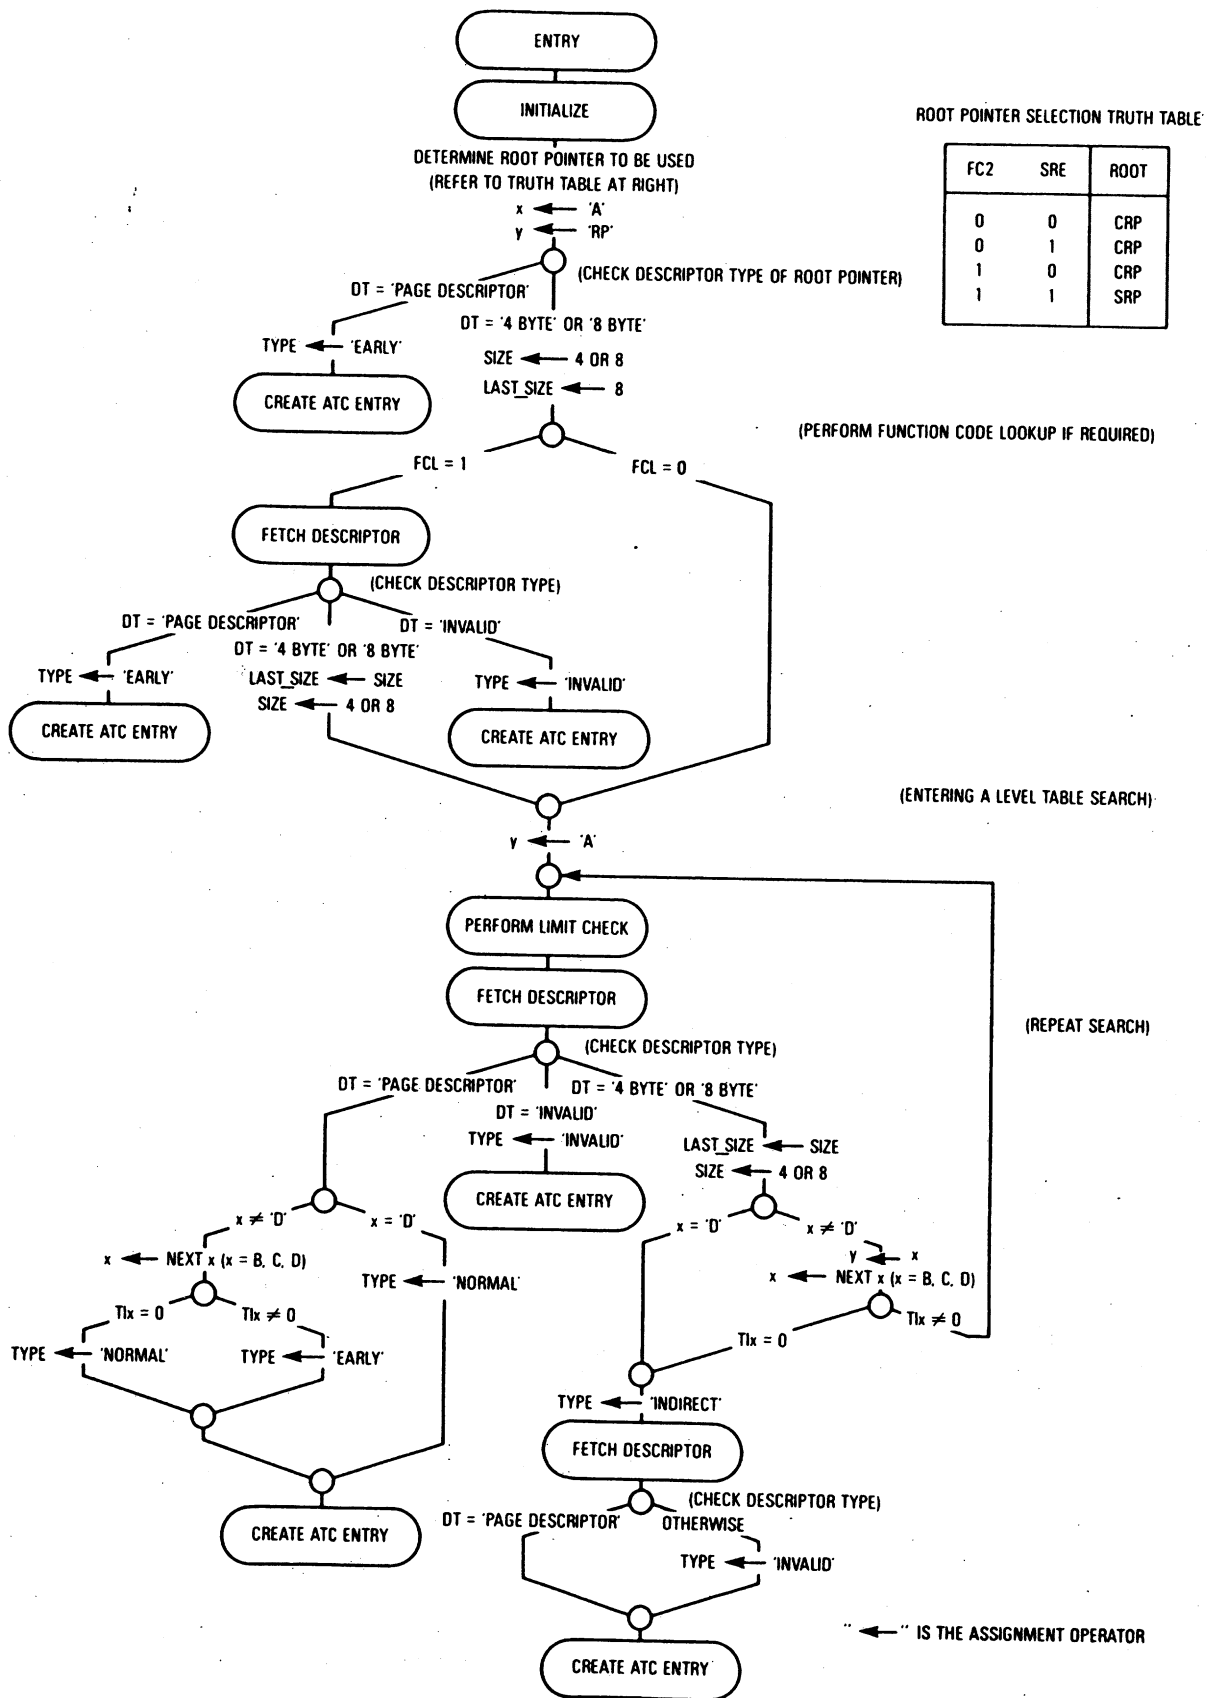 ENTRY
INITIALIZE
ROOT POINTER SELECTION TRUTH TABLE
DETERMINE ROOT POINTER TO BE USED
(REFER TO TRUTH TABLE AT RIGHT)
FC2 SRE ROOT
0 0 CRP
0 1 CRP
1 0 CRP
1 1 SRP
x ← 'A'
y ← 'RP'
(CHECK DESCRIPTOR TYPE OF ROOT POINTER)
DT = 'PAGE DESCRIPTOR'
DT = '4 BYTE' OR '8 BYTE'
TYPE ← 'EARLY'
SIZE ← 4 OR 8
LAST_SIZE ← 8
CREATE ATC ENTRY
(PERFORM FUNCTION CODE LOOKUP IF REQUIRED)
FCL = 1
FCL = 0
FETCH DESCRIPTOR
(CHECK DESCRIPTOR TYPE)
DT = 'PAGE DESCRIPTOR'
DT = 'INVALID'
DT = '4 BYTE' OR '8 BYTE'
TYPE ← 'EARLY'
LAST_SIZE ← SIZE
TYPE ← 'INVALID'
SIZE ← 4 OR 8
CREATE ATC ENTRY
CREATE ATC ENTRY
(ENTERING A LEVEL TABLE SEARCH)
y ← 'A'
PERFORM LIMIT CHECK
FETCH DESCRIPTOR
(REPEAT SEARCH)
(CHECK DESCRIPTOR TYPE)
DT = 'PAGE DESCRIPTOR'
DT = '4 BYTE' OR '8 BYTE'
DT = 'INVALID'
TYPE ← 'INVALID'
LAST_SIZE ← SIZE
SIZE ← 4 OR 8
CREATE ATC ENTRY
x ≠ 'D'
x = 'D'
x = 'D'
x ≠ 'D'
x ← NEXT x (x = B, C, D)
y ← x
x ← NEXT x (x = B, C, D)
TYPE ← 'NORMAL'
TIx = 0
TIx ≠ 0
TIx ≠ 0
TIx = 0
TYPE ← 'NORMAL'
TYPE ← 'EARLY'
TYPE ← 'INDIRECT'
FETCH DESCRIPTOR
(CHECK DESCRIPTOR TYPE)
DT = 'PAGE DESCRIPTOR'
OTHERWISE
CREATE ATC ENTRY
TYPE ← 'INVALID'
"←" IS THE ASSIGNMENT OPERATOR
CREATE ATC ENTRY